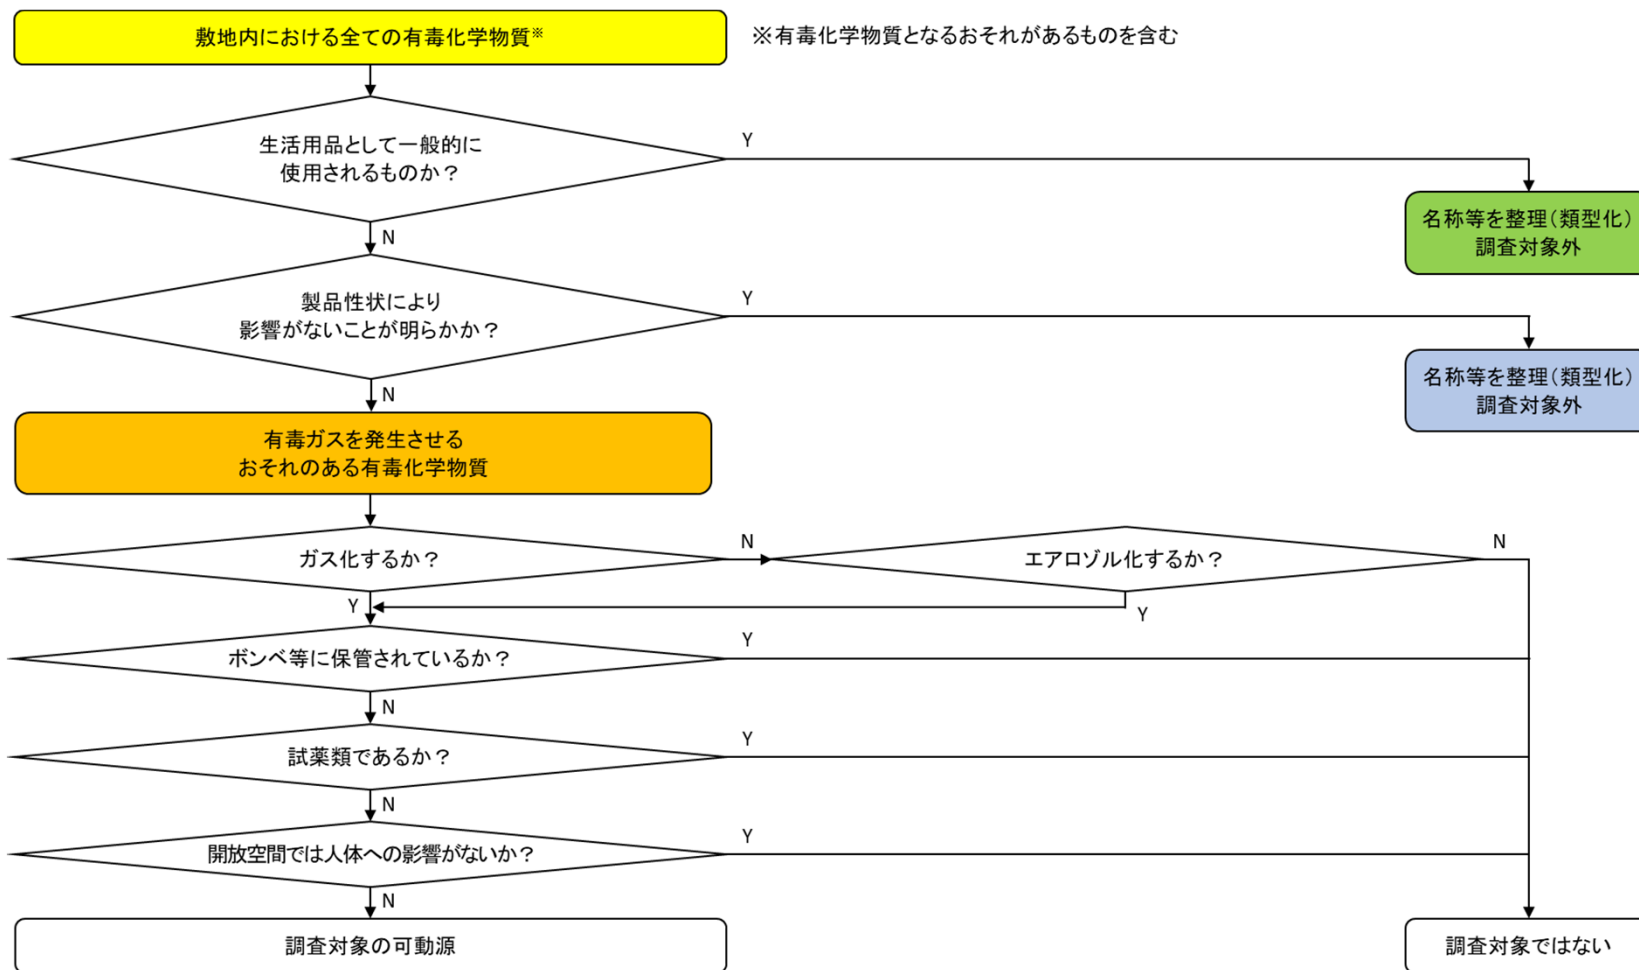 敷地内における全ての有毒化学物質※
※有毒化学物質となるおそれがあるものを含む
生活用品として一般的に
使用されるものか？
Y
N
名称等を整理（類型化）
調査対象外
製品性状により
影響がないことが明らかか？
Y
N
名称等を整理（類型化）
調査対象外
有毒ガスを発生させる
おそれのある有毒化学物質
ガス化するか？
N
エアロゾル化するか？
N
Y
Y
ボンベ等に保管されているか？
Y
N
試薬類であるか？
Y
N
開放空間では人体への影響がないか？
Y
N
調査対象の可動源
調査対象ではない